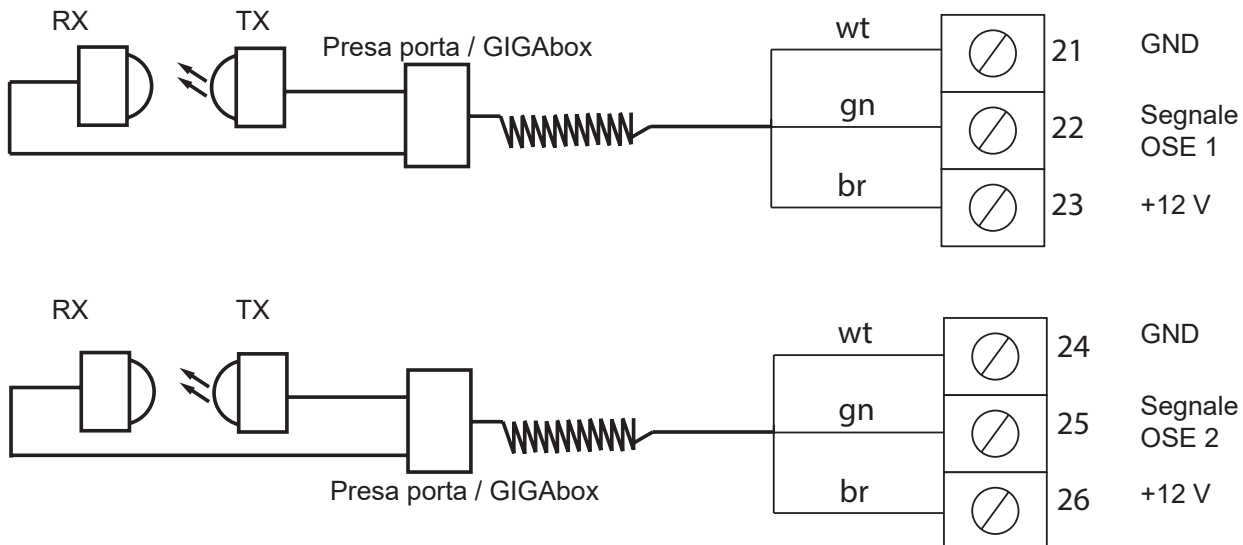 RX
TX
Presa porta / GIGAbox
wt
21
GND
gn
22
Segnale
OSE 1
br
23
+12 V
RX
TX
Presa porta / GIGAbox
wt
24
GND
gn
25
Segnale
OSE 2
br
26
+12 V